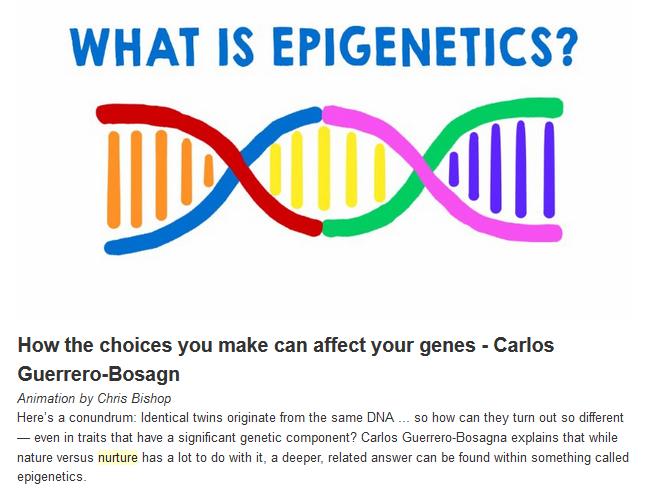 WHAT IS EPIGENETICS?
How the choices you make can affect your genes - Carlos
Guerrero-Bosagn
Animation by Chris Bishop
Here's a conundrum: Identical twins originate from the same DNA ... so how can they turn out so different
— even in traits that have a significant genetic component? Carlos Guerrero-Bosagna explains that while
nature versus nurture has a lot to do with it, a deeper, related answer can be found within something called
epigenetics.